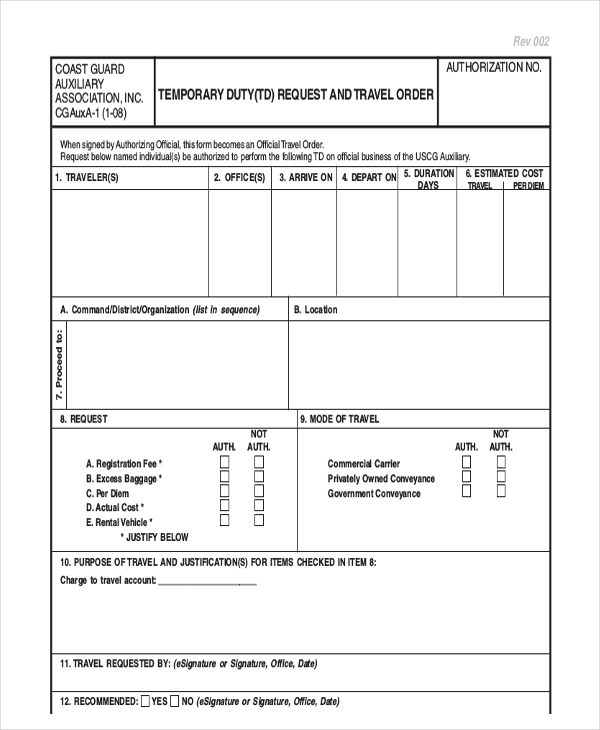 Rev 002
COAST GUARD
AUXILIARY
ASSOCIATION, INC.
CGAuxA-1 (1-08)
TEMPORARY DUTY(TD) REQUEST AND TRAVEL ORDER
AUTHORIZATION NO.
When signed by Authorizing Official, this form becomes an Official Travel Order.
Request below named individual(s) be authorized to perform the following TD on official business of the USCG Auxiliary.
1. TRAVELER(S)
2. OFFICE(S)
3. ARRIVE ON
4. DEPART ON
5. DURATION
DAYS
6. ESTIMATED COST
TRAVEL
PER DIEM
A. Command/District/Organization (list in sequence)
B. Location
7. Proceed to:
8. REQUEST
AUTH.
NOT
AUTH.
A. Registration Fee *
B. Excess Baggage *
C. Per Diem
D. Actual Cost *
E. Rental Vehicle *
* JUSTIFY BELOW
9. MODE OF TRAVEL
AUTH.
NOT
AUTH.
Commercial Carrier
Privately Owned Conveyance
Government Conveyance
10. PURPOSE OF TRAVEL AND JUSTIFICATION(S) FOR ITEMS CHECKED IN ITEM 8:
Charge to travel account: ______________________
11. TRAVEL REQUESTED BY: (eSignature or Signature, Office, Date)
12. RECOMMENDED: YES NO (eSignature or Signature, Office, Date)